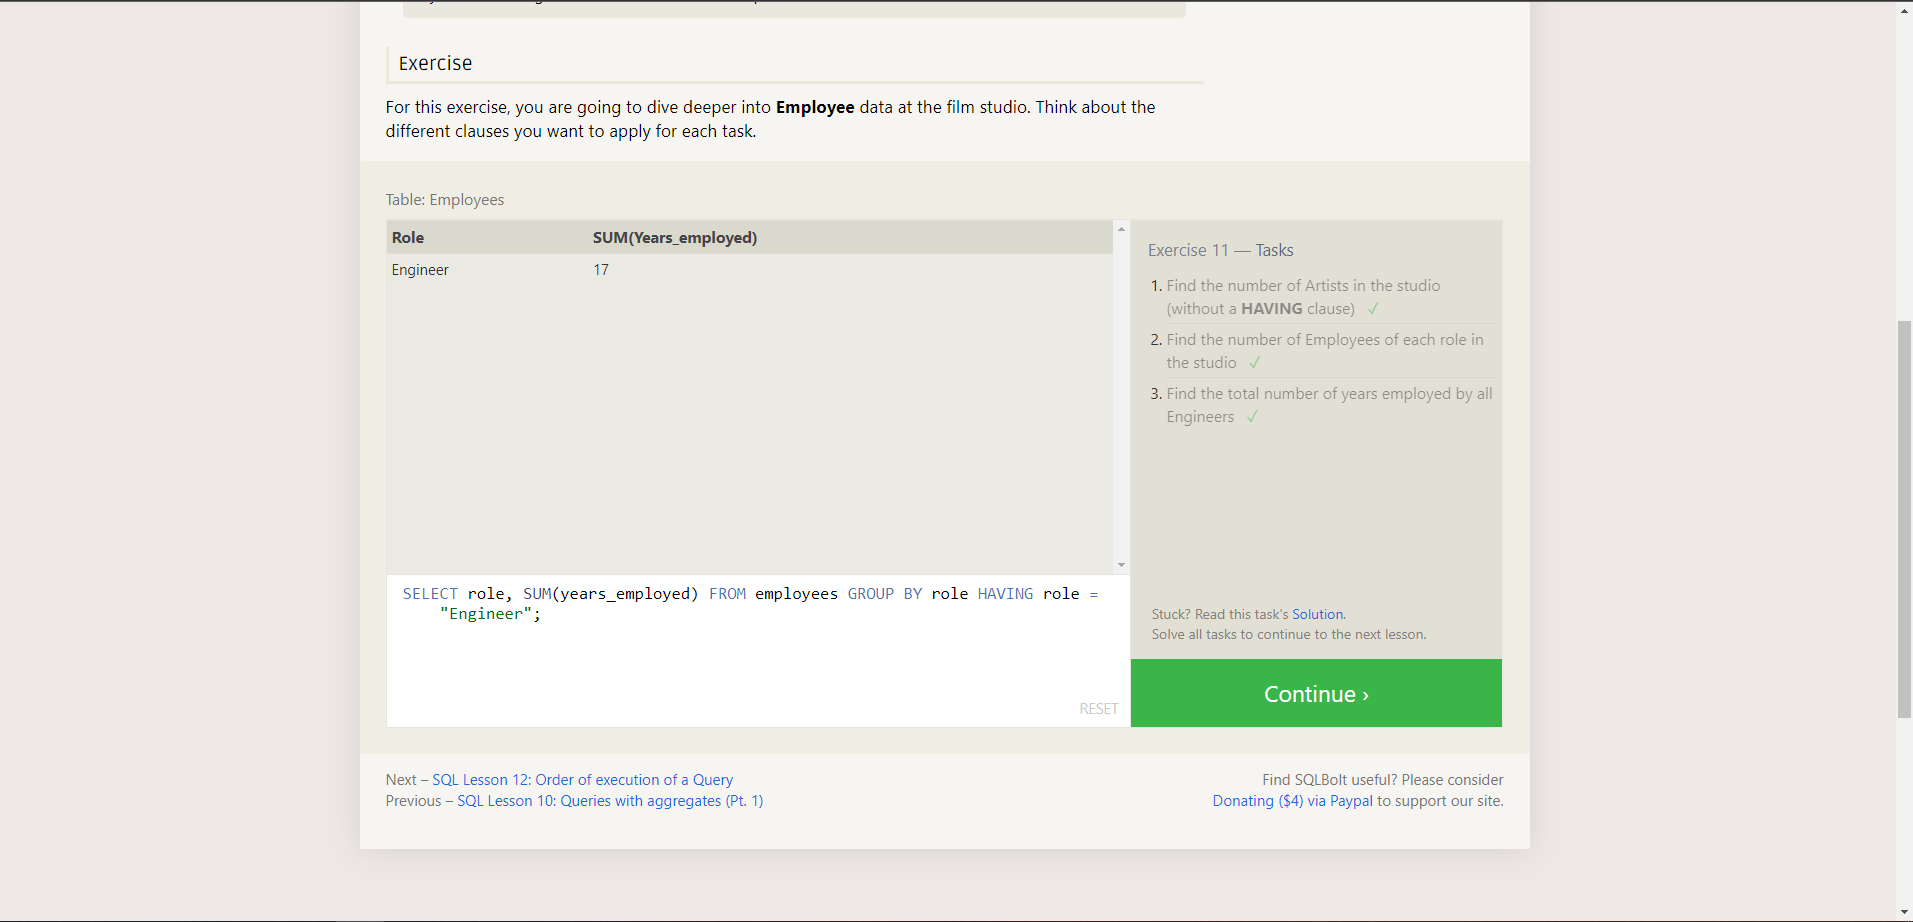 Exercise
For this exercise, you are going to dive deeper into Employee data at the film studio. Think about the
different clauses you want to apply for each task.
Table: Employees
Role SUM(Years_employed)
Engineer 17
SELECT role, SUM(years_employed) FROM employees GROUP BY role HAVING role =
"Engineer";
RESET
Exercise 11 — Tasks
1. Find the number of Artists in the studio
(without a HAVING clause) ✓
2. Find the number of Employees of each role in
the studio ✓
3. Find the total number of years employed by all
Engineers ✓
Stuck? Read this task's Solution.
Solve all tasks to continue to the next lesson.
Continue ›
Next – SQL Lesson 12: Order of execution of a Query
Previous – SQL Lesson 10: Queries with aggregates (Pt. 1)
Find SQLBolt useful? Please consider
Donating ($4) via Paypal to support our site.